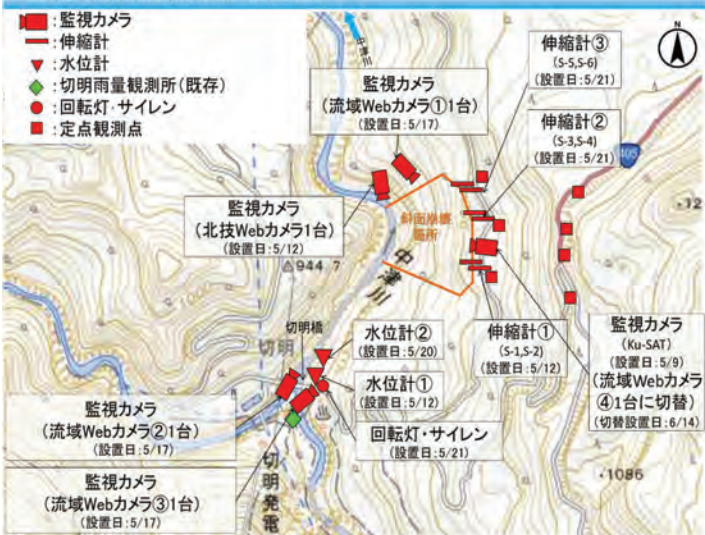 :監視カメラ
:伸縮計
:水位計
:切明雨量観測所(既存)
:回転灯・サイレン
:定点観測点
中津川
N
監視カメラ
(流域Webカメラ①1台)
(設置日:5/17)
伸縮計③
(S-5,S-6)
(設置日:5/21)
伸縮計②
(S-3,S-4)
(設置日:5/21)
405
監視カメラ
(北技Webカメラ1台)
(設置日:5/12)
斜面崩壊
箇所
中津川
944 7
切明橋
切明
水位計②
(設置日:5/20)
水位計①
(設置日:5/12)
回転灯・サイレン
(設置日:5/21)
伸縮計①
(S-1,S-2)
(設置日:5/12)
監視カメラ
(Ku-SAT)
(設置日:5/9)
(流域Webカメラ
④1台に切替)
(切替設置日:6/14)
監視カメラ
(流域Webカメラ②1台)
(設置日:5/17)
監視カメラ
(流域Webカメラ③1台)
(設置日:5/17)
切明発電
1086